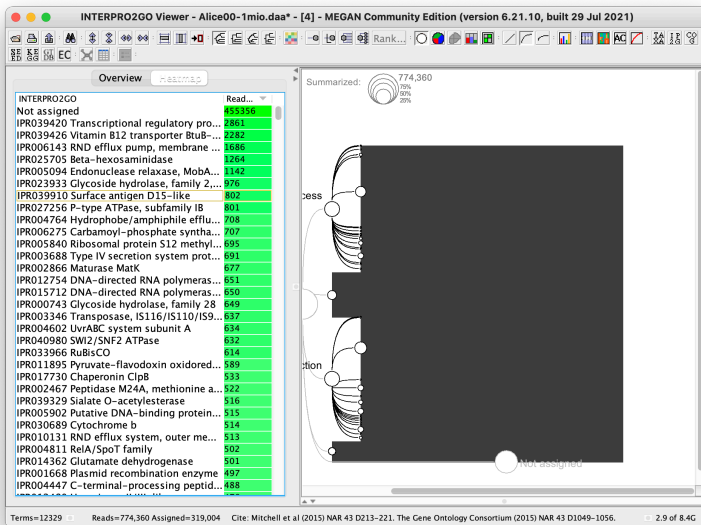 INTERPRO2GO Viewer - Alice00-1mio.daa* - [4] - MEGAN Community Edition (version 6.21.10, built 29 Jul 2021)
Rank...
EC
Overview Heatmap
INTERPRO2GO Read...
Not assigned 455356
IPR039420 Transcriptional regulatory pro... 2861
IPR039426 Vitamin B12 transporter BtuB-... 2282
IPR006143 RND efflux pump, membrane ... 1686
IPR025705 Beta-hexosaminidase 1264
IPR005094 Endonuclease relaxase, MobA... 1142
IPR023933 Glycoside hydrolase, family 2,... 976
IPR039910 Surface antigen D15-like 802
IPR027256 P-type ATPase, subfamily IB 801
IPR004764 Hydrophobe/amphiphile efflu... 708
IPR006275 Carbamoyl-phosphate syntha... 707
IPR005840 Ribosomal protein S12 methyl... 695
IPR003688 Type IV secretion system prot... 691
IPR002866 Maturase MatK 677
IPR012754 DNA-directed RNA polymeras... 651
IPR015712 DNA-directed RNA polymeras... 650
IPR000743 Glycoside hydrolase, family 28 649
IPR003346 Transposase, IS116/IS110/IS9... 637
IPR004602 UvrABC system subunit A 634
IPR040980 SWI2/SNF2 ATPase 632
IPR033966 RuBisCO 614
IPR011895 Pyruvate-flavodoxin oxidored... 589
IPR017730 Chaperonin ClpB 533
IPR002467 Peptidase M24A, methionine a... 522
IPR039329 Sialate O-acetylesterase 516
IPR005902 Putative DNA-binding protein... 515
IPR030689 Cytochrome b 514
IPR010131 RND efflux system, outer me... 513
IPR004811 RelA/SpoT family 502
IPR014362 Glutamate dehydrogenase 501
IPR001668 Plasmid recombination enzyme 497
IPR004447 C-terminal-processing peptid... 488
Summarized: 774,360
75%
50%
25%
cess
ction
Not assigned
Terms=12329 Reads=774,360 Assigned=319,004 Cite: Mitchell et al (2015) NAR 43 D213-221. The Gene Ontology Consortium (2015) NAR 43 D1049-1056. 2.9 of 8.4G